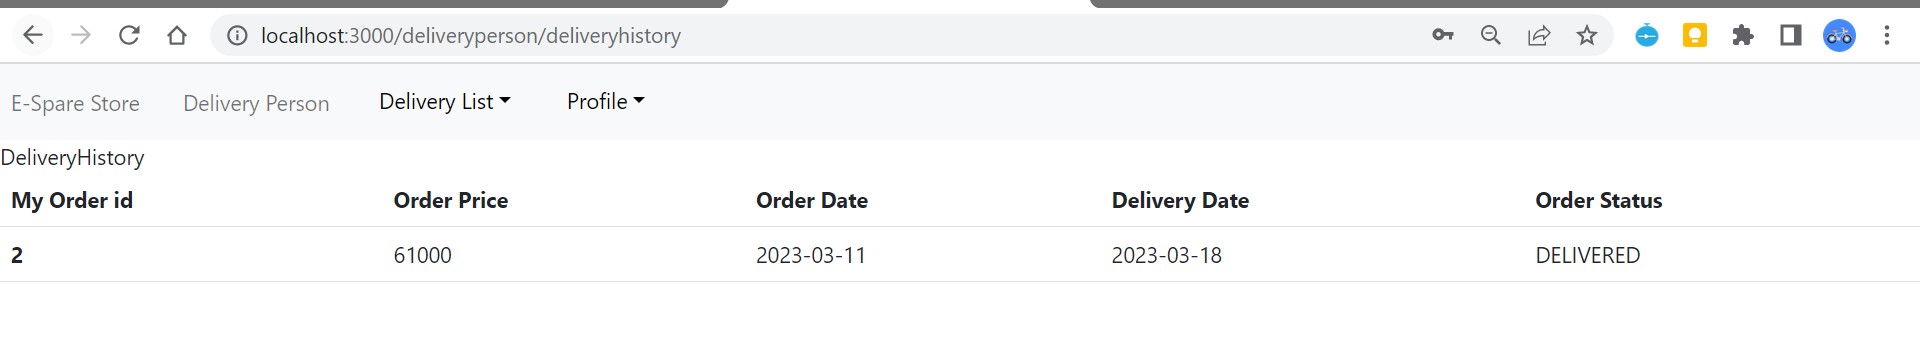 localhost:3000/deliveryperson/deliveryhistory
E-Spare Store Delivery Person Delivery List Profile
DeliveryHistory
My Order id Order Price Order Date Delivery Date Order Status
2 61000 2023-03-11 2023-03-18 DELIVERED